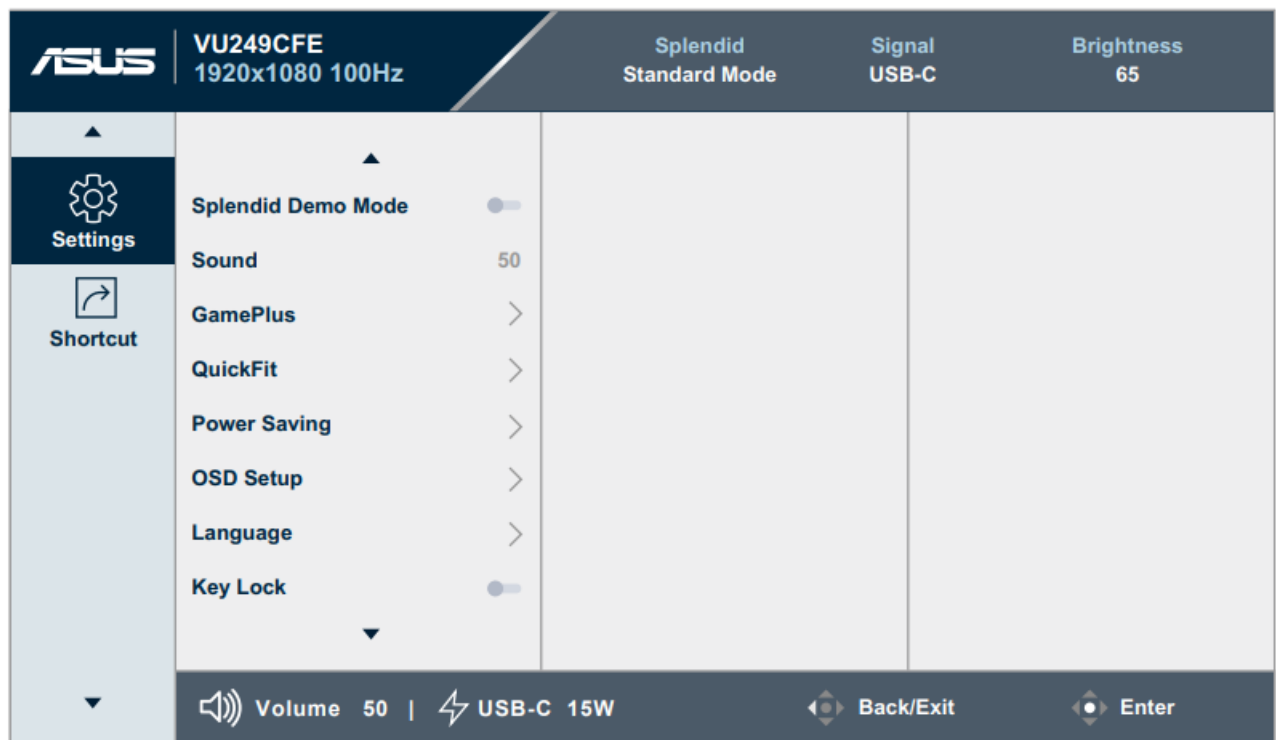 ASUS
VU249CFE
1920x1080 100Hz
Splendid
Standard Mode
Signal
USB-C
Brightness
65
Settings
Shortcut
Splendid Demo Mode
Sound 50
GamePlus
QuickFit
Power Saving
OSD Setup
Language
Key Lock
Volume 50 | USB-C 15W Back/Exit Enter